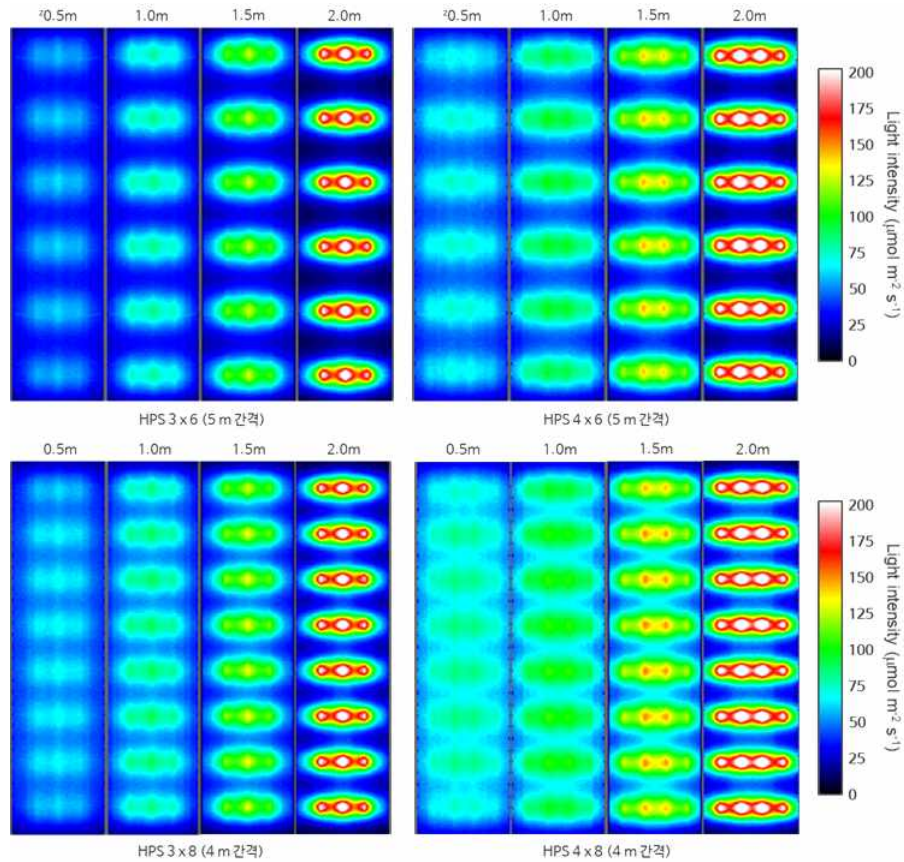 ᶻ0.5m 1.0m 1.5m 2.0m
ᶻ0.5m 1.0m 1.5m 2.0m
200
175
150
125
100
75
50
25
0
Light intensity (μmol m⁻² s⁻¹)
HPS 3 x 6 (5 m 간격)
HPS 4 x 6 (5 m 간격)
0.5m 1.0m 1.5m 2.0m
0.5m 1.0m 1.5m 2.0m
200
175
150
125
100
75
50
25
0
Light intensity (μmol m⁻² s⁻¹)
HPS 3 x 8 (4 m 간격)
HPS 4 x 8 (4 m 간격)